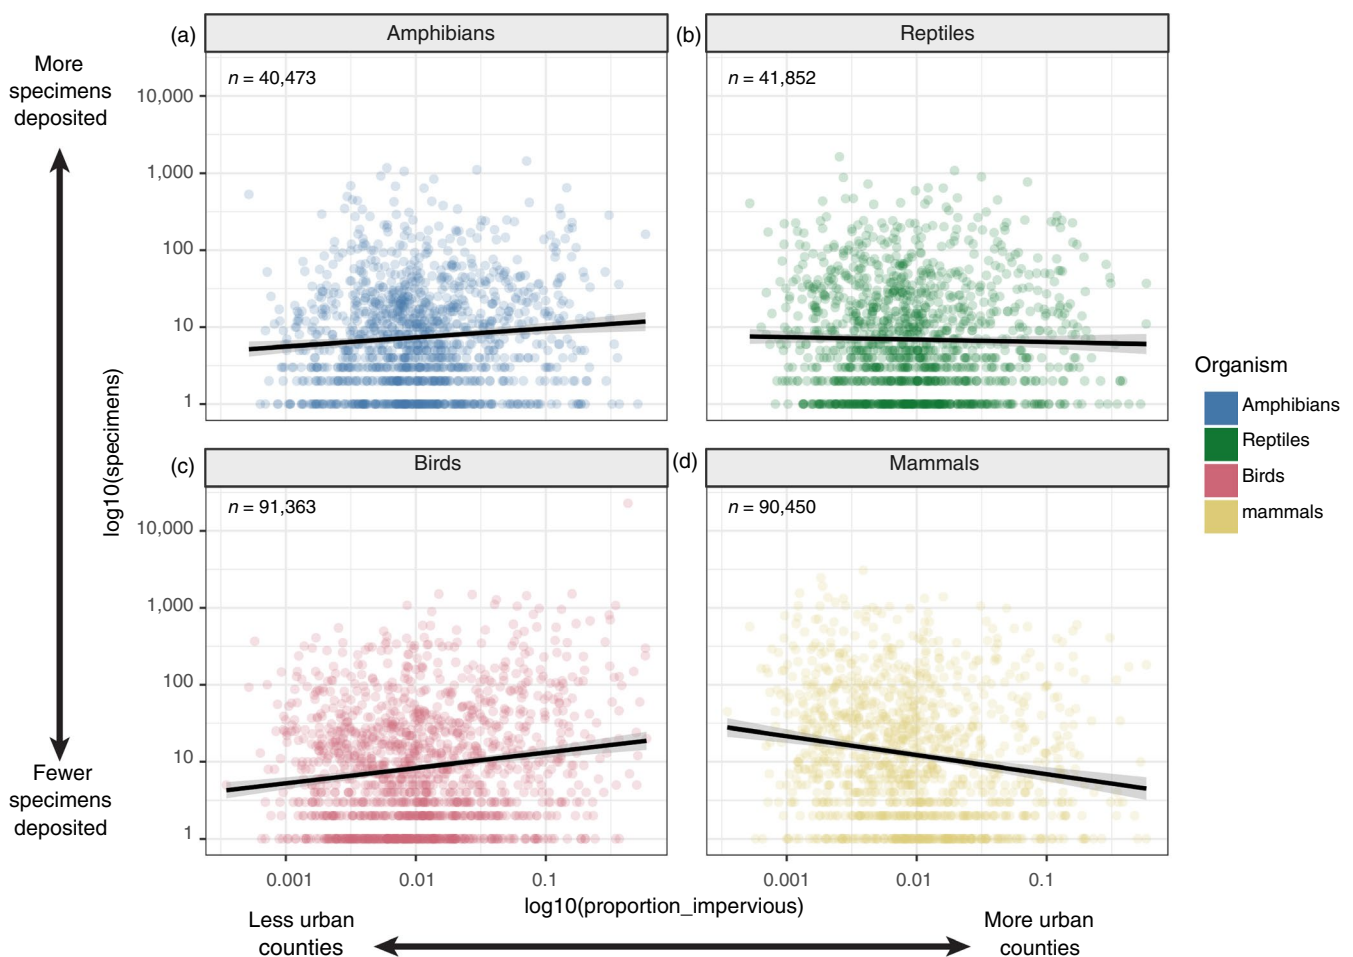 (a)
Amphibians
(b)
Reptiles
More
specimens
deposited
n = 40,473
n = 41,852
10,000
1,000
100
10
1
log10(specimens)
(c)
Birds
(d)
Mammals
n = 91,363
n = 90,450
10,000
1,000
100
10
1
Fewer
specimens
deposited
0.001
0.01
0.1
0.001
0.01
0.1
log10(proportion_impervious)
Less urban
counties
More urban
counties
Organism
Amphibians
Reptiles
Birds
mammals